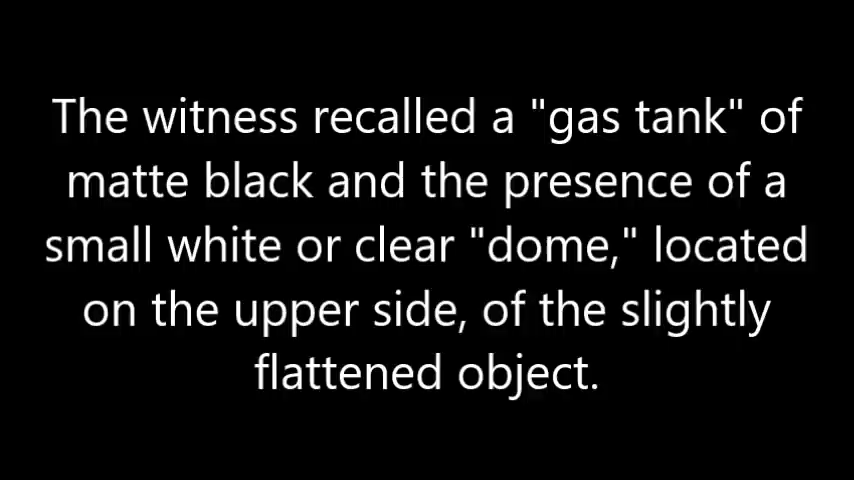 The witness recalled a "gas tank" of
matte black and the presence of a
small white or clear "dome," located
on the upper side, of the slightly
flattened object.